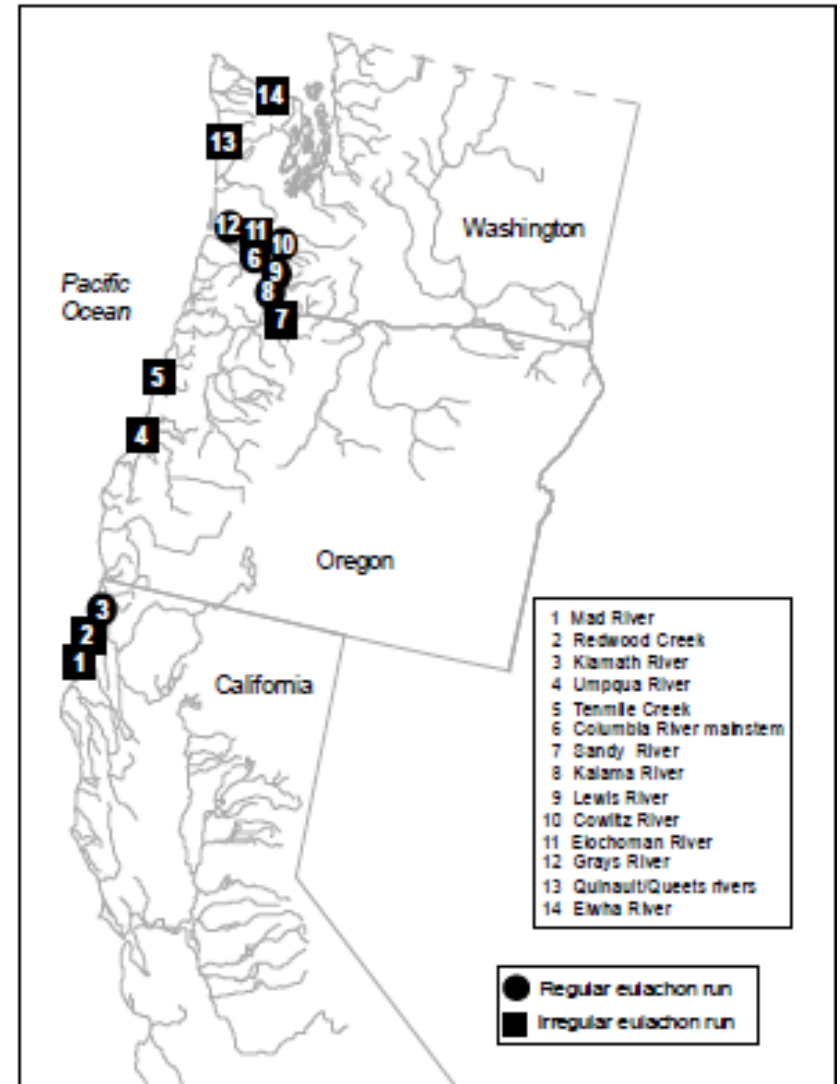 14
13
12
11
10
Washington
6
9
8
Pacific
Ocean
7
5
4
Oregon
3
2
1
California
1 Mad River
2 Redwood Creek
3 Klamath River
4 Umpqua River
5 Tenmile Creek
6 Columbia River mainstem
7 Sandy River
8 Kalama River
9 Lewis River
10 Cowlitz River
11 Elochoman River
12 Grays River
13 Quinault/Queets rivers
14 Elwha River
Regular eulachon run
Irregular eulachon run